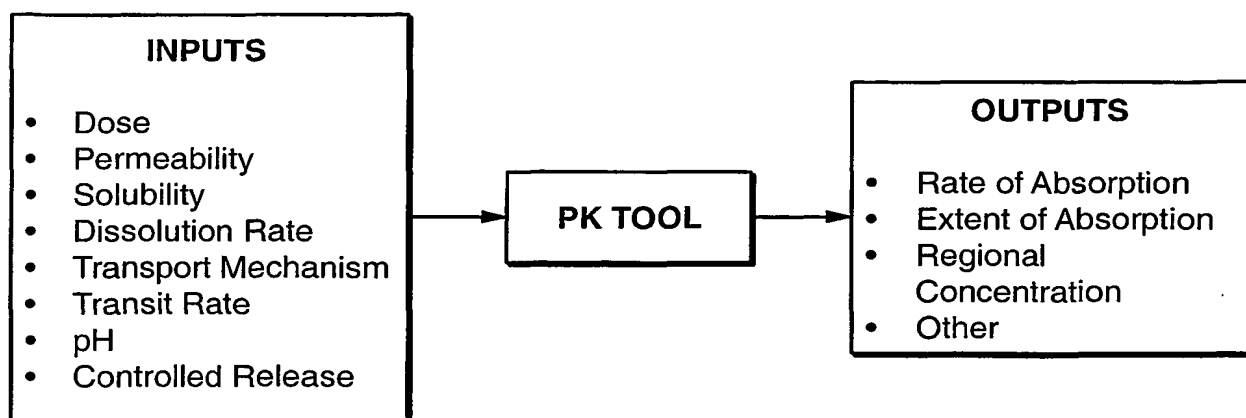 INPUTS
• Dose
• Permeability
• Solubility
• Dissolution Rate
• Transport Mechanism
• Transit Rate
• pH
• Controlled Release
PK TOOL
OUTPUTS
• Rate of Absorption
• Extent of Absorption
• Regional
Concentration
• Other